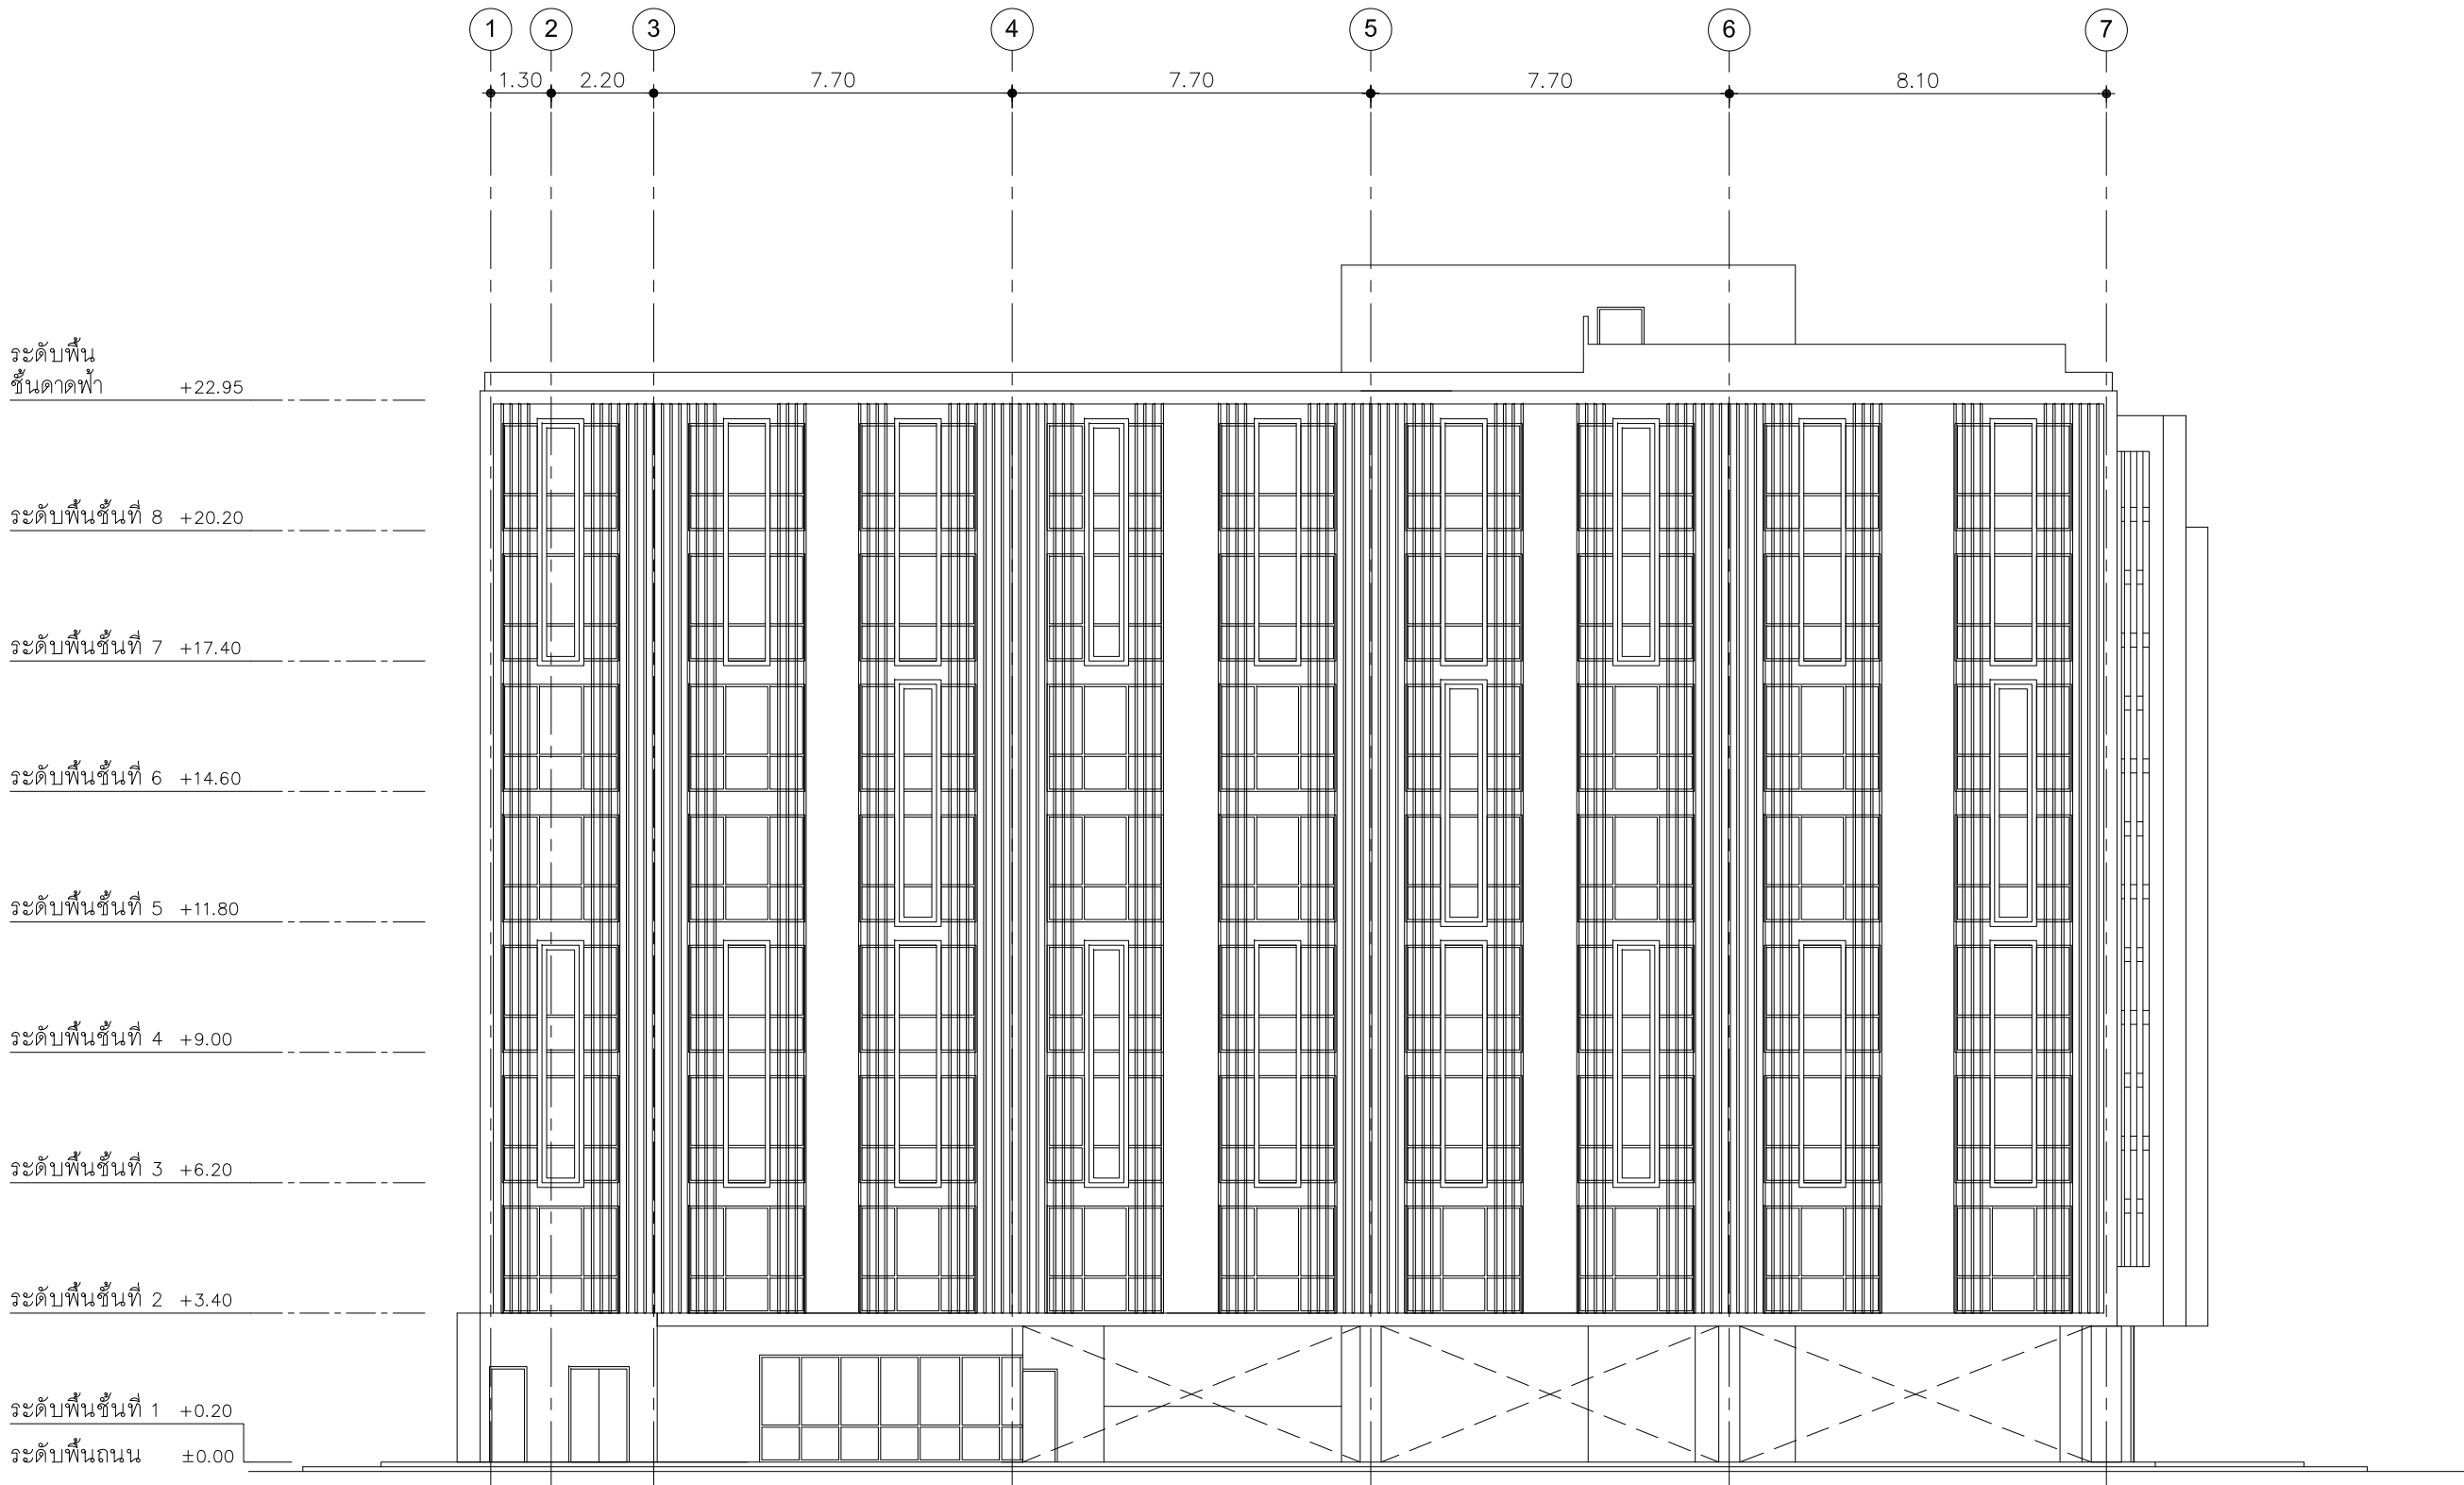 1 2 3 4 5 6 7
1.30 2.20 7.70 7.70 7.70 8.10
ระดับพื้น
ชั้นดาดฟ้า +22.95
ระดับพื้นชั้นที่ 8 +20.20
ระดับพื้นชั้นที่ 7 +17.40
ระดับพื้นชั้นที่ 6 +14.60
ระดับพื้นชั้นที่ 5 +11.80
ระดับพื้นชั้นที่ 4 +9.00
ระดับพื้นชั้นที่ 3 +6.20
ระดับพื้นชั้นที่ 2 +3.40
ระดับพื้นชั้นที่ 1 +0.20
ระดับพื้นถนน ±0.00